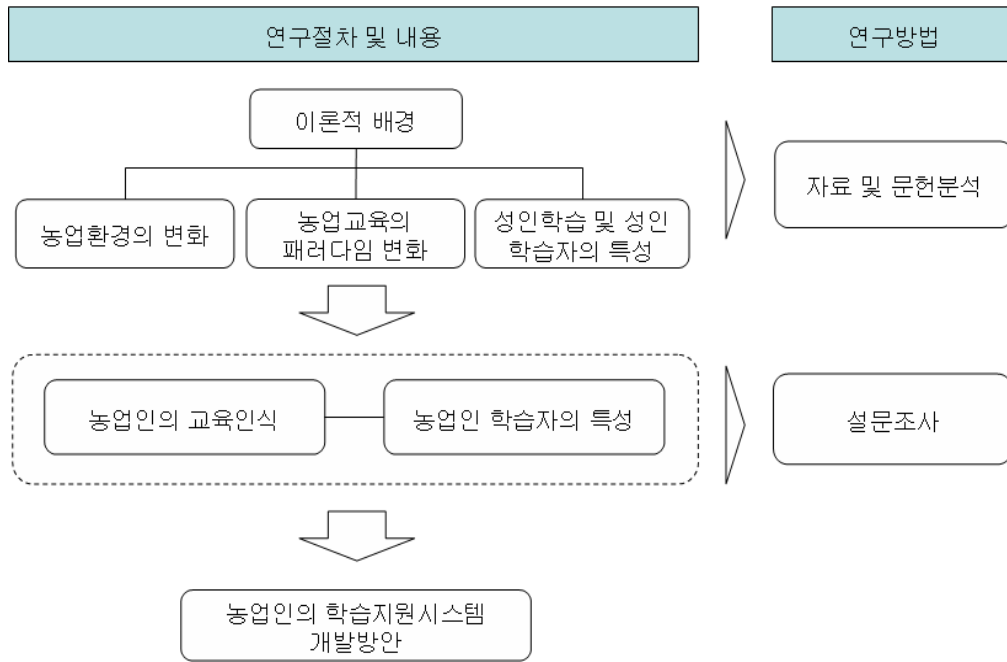 연구절차 및 내용
연구방법
이론적 배경
자료 및 문헌분석
농업환경의 변화
농업교육의
패러다임 변화
성인학습 및 성인
학습자의 특성
농업인의 교육인식
농업인 학습자의 특성
설문조사
농업인의 학습지원시스템
개발방안